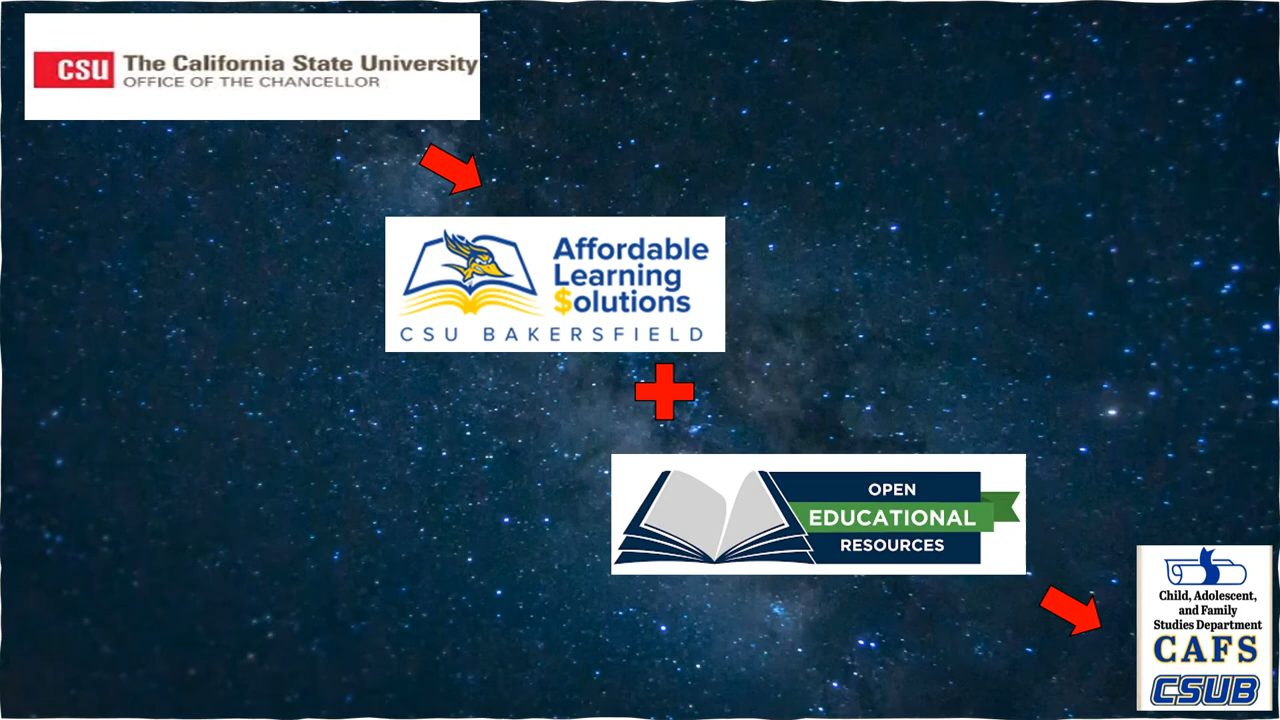 CSU The California State University
OFFICE OF THE CHANCELLOR
Affordable
Learning
$olutions
CSU BAKERSFIELD
OPEN
EDUCATIONAL
RESOURCES
Child, Adolescent,
and Family
Studies Department
CAFS
CSUB